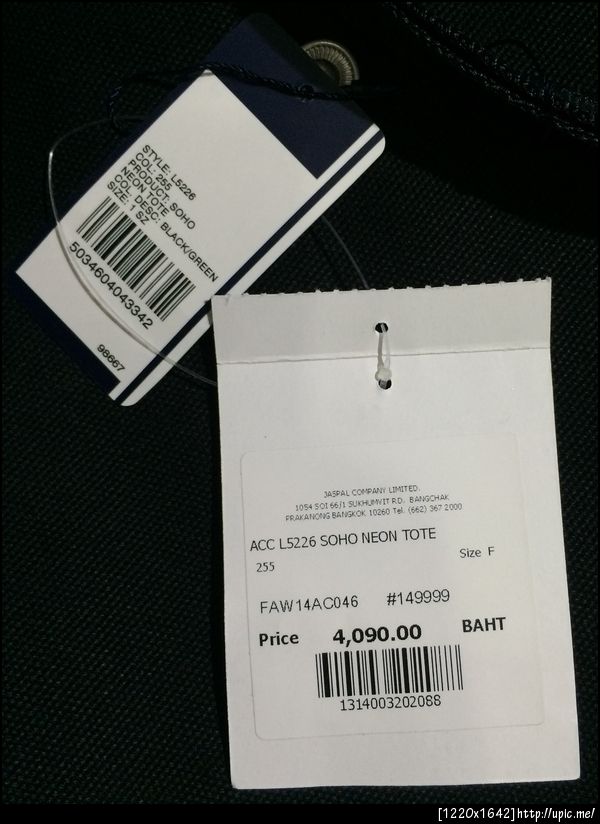 STYLE: L5226
COL: 255
PRODUCT: SOHO
NEON TOTE
COL. DESC: BLACK/GREEN
SIZE: 1 SZ
5034604043342
98667
JASPAL COMPANY LIMITED.
1054 SOI 66/1 SUKHUMVIT RD. BANGCHAK
PRAKANONG BANGKOK 10260 Tel. (662) 367 2000
ACC L5226 SOHO NEON TOTE
255 Size F
FAW14AC046 #149999
Price 4,090.00 BAHT
1314003202088
[1220x1642]http://upic.me/